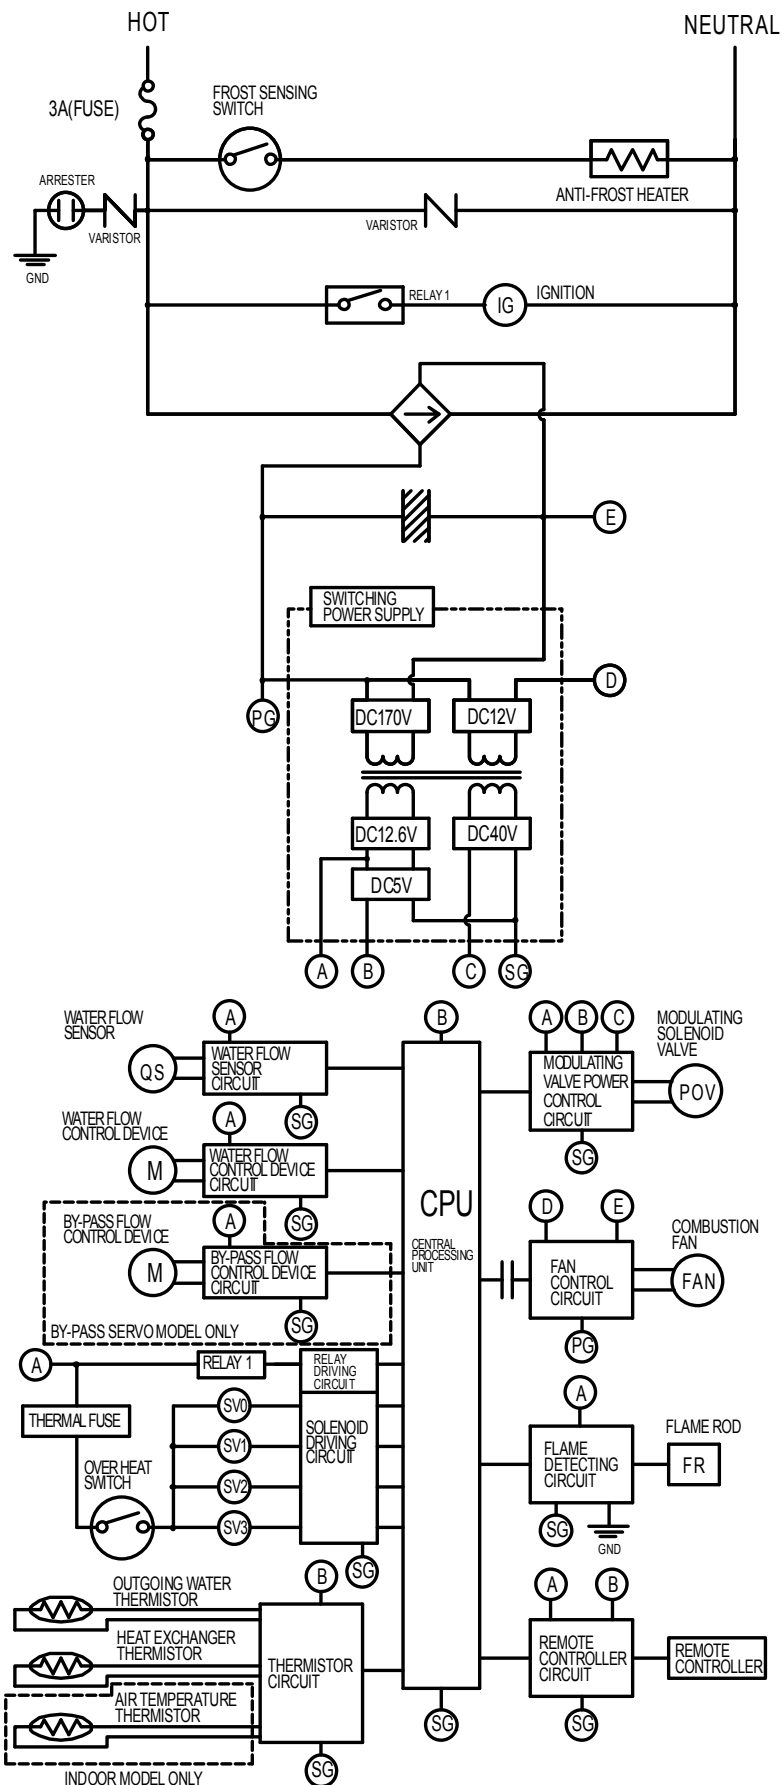 HOT
NEUTRAL
3A(FUSE)
FROST SENSING
SWITCH
ARRESTER
VARISTOR
GND
ANTI-FROST HEATER
VARISTOR
RELAY 1
IG
IGNITION
E
SWITCHING
POWER SUPPLY
D
PG
DC170V
DC12V
DC12.6V
DC40V
DC5V
A
B
C
SG
WATER FLOW
SENSOR
QS
A
WATER FLOW
SENSOR
CIRCUIT
SG
WATER FLOW
CONTROL DEVICE
M
A
WATER FLOW
CONTROL DEVICE
CIRCUIT
SG
BY-PASS FLOW
CONTROL DEVICE
M
A
BY-PASS FLOW
CONTROL DEVICE
CIRCUIT
SG
BY-PASS SERVO MODEL ONLY
A
RELAY 1
RELAY
DRIVING
CIRCUIT
THERMAL FUSE
OVER HEAT
SWITCH
SV0
SV1
SV2
SV3
SOLENOID
DRIVING
CIRCUIT
SG
OUTGOING WATER
THERMISTOR
HEAT EXCHANGER
THERMISTOR
AIR TEMPERATURE
THERMISTOR
INDOOR MODEL ONLY
B
THERMISTOR
CIRCUIT
SG
B
CPU
CENTRAL
PROCESSING
UNIT
SG
A
B
C
MODULATING
VALVE POWER
CONTROL
CIRCUIT
SG
MODULATING
SOLENOID
VALVE
POV
D
E
FAN
CONTROL
CIRCUIT
PG
COMBUSTION
FAN
FAN
A
FLAME
DETECTING
CIRCUIT
SG
GND
FLAME ROD
FR
A
B
REMOTE
CONTROLLER
CIRCUIT
SG
REMOTE
CONTROLLER